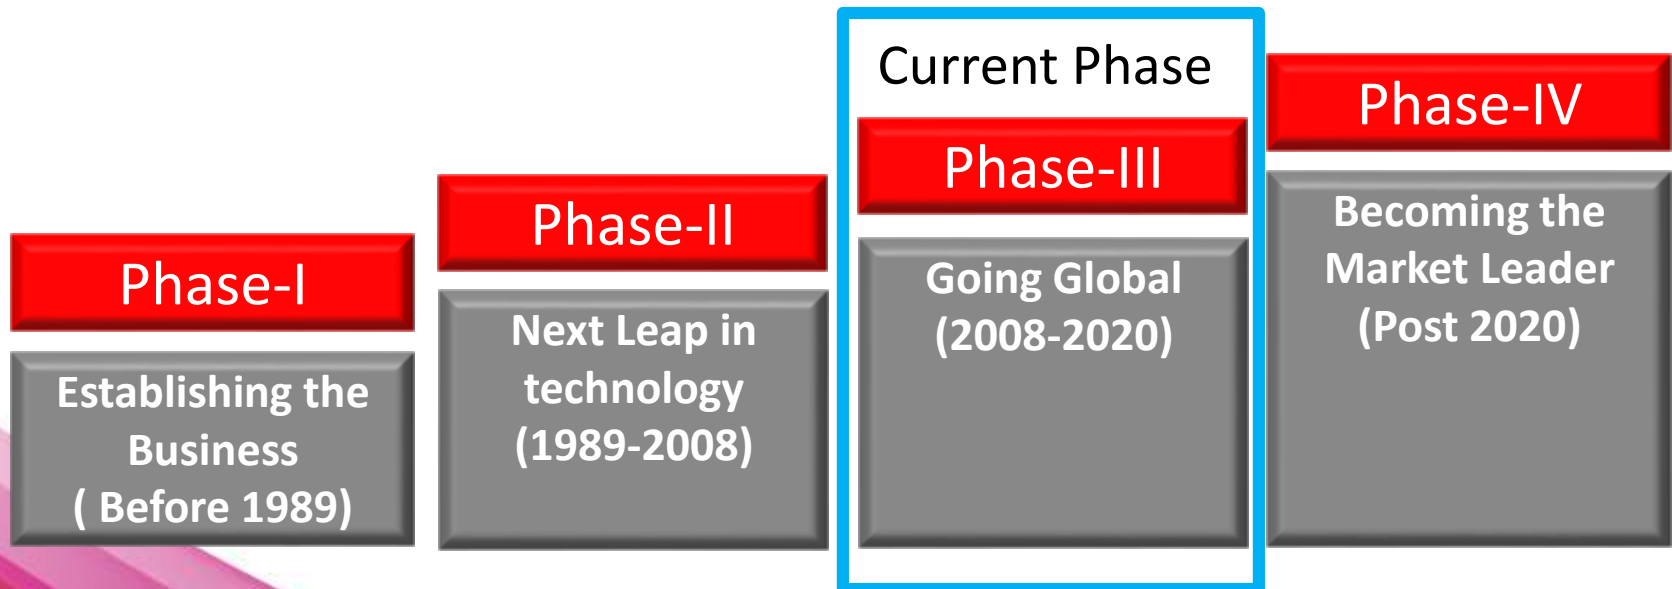 Phase-I
Establishing the
Business
( Before 1989)
Phase-II
Next Leap in
technology
(1989-2008)
Current Phase
Phase-III
Going Global
(2008-2020)
Phase-IV
Becoming the
Market Leader
(Post 2020)